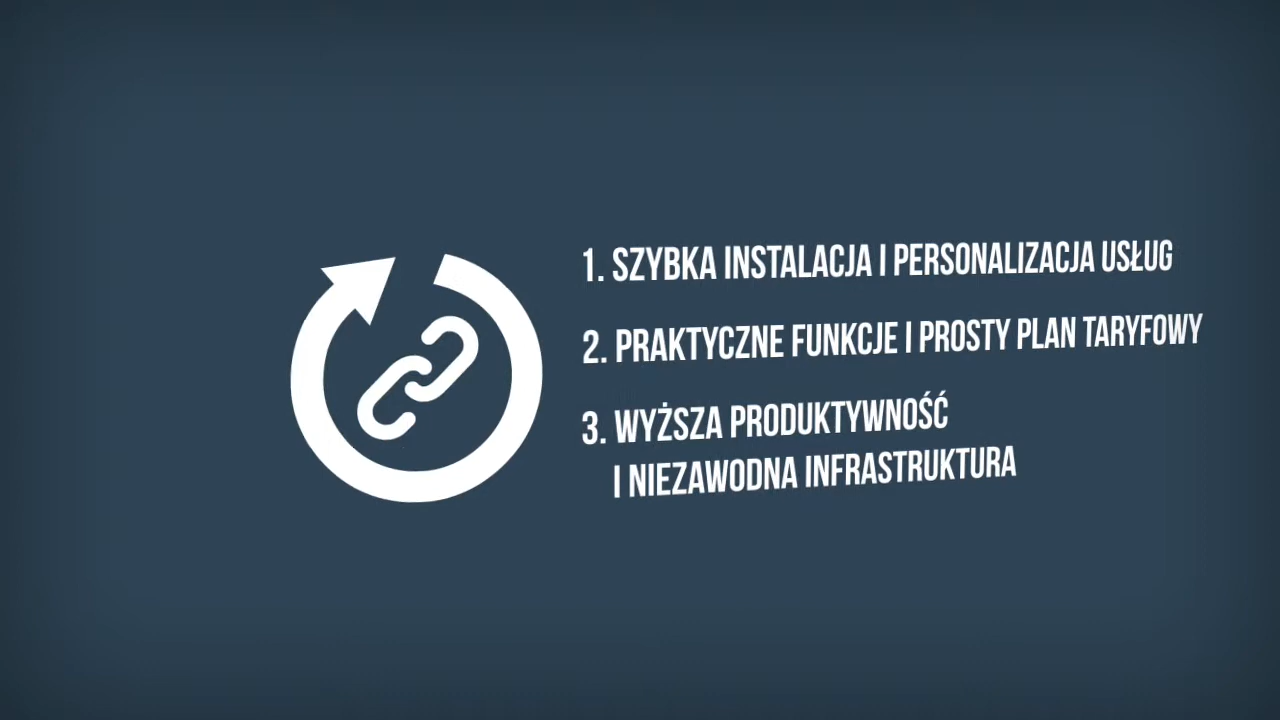 1. SZYBKA INSTALACJA I PERSONALIZACJA USŁUG
2. PRAKTYCZNE FUNKCJE I PROSTY PLAN TARYFOWY
3. WYŻSZA PRODUKTYWNOŚĆ
I NIEZAWODNA INFRASTRUKTURA